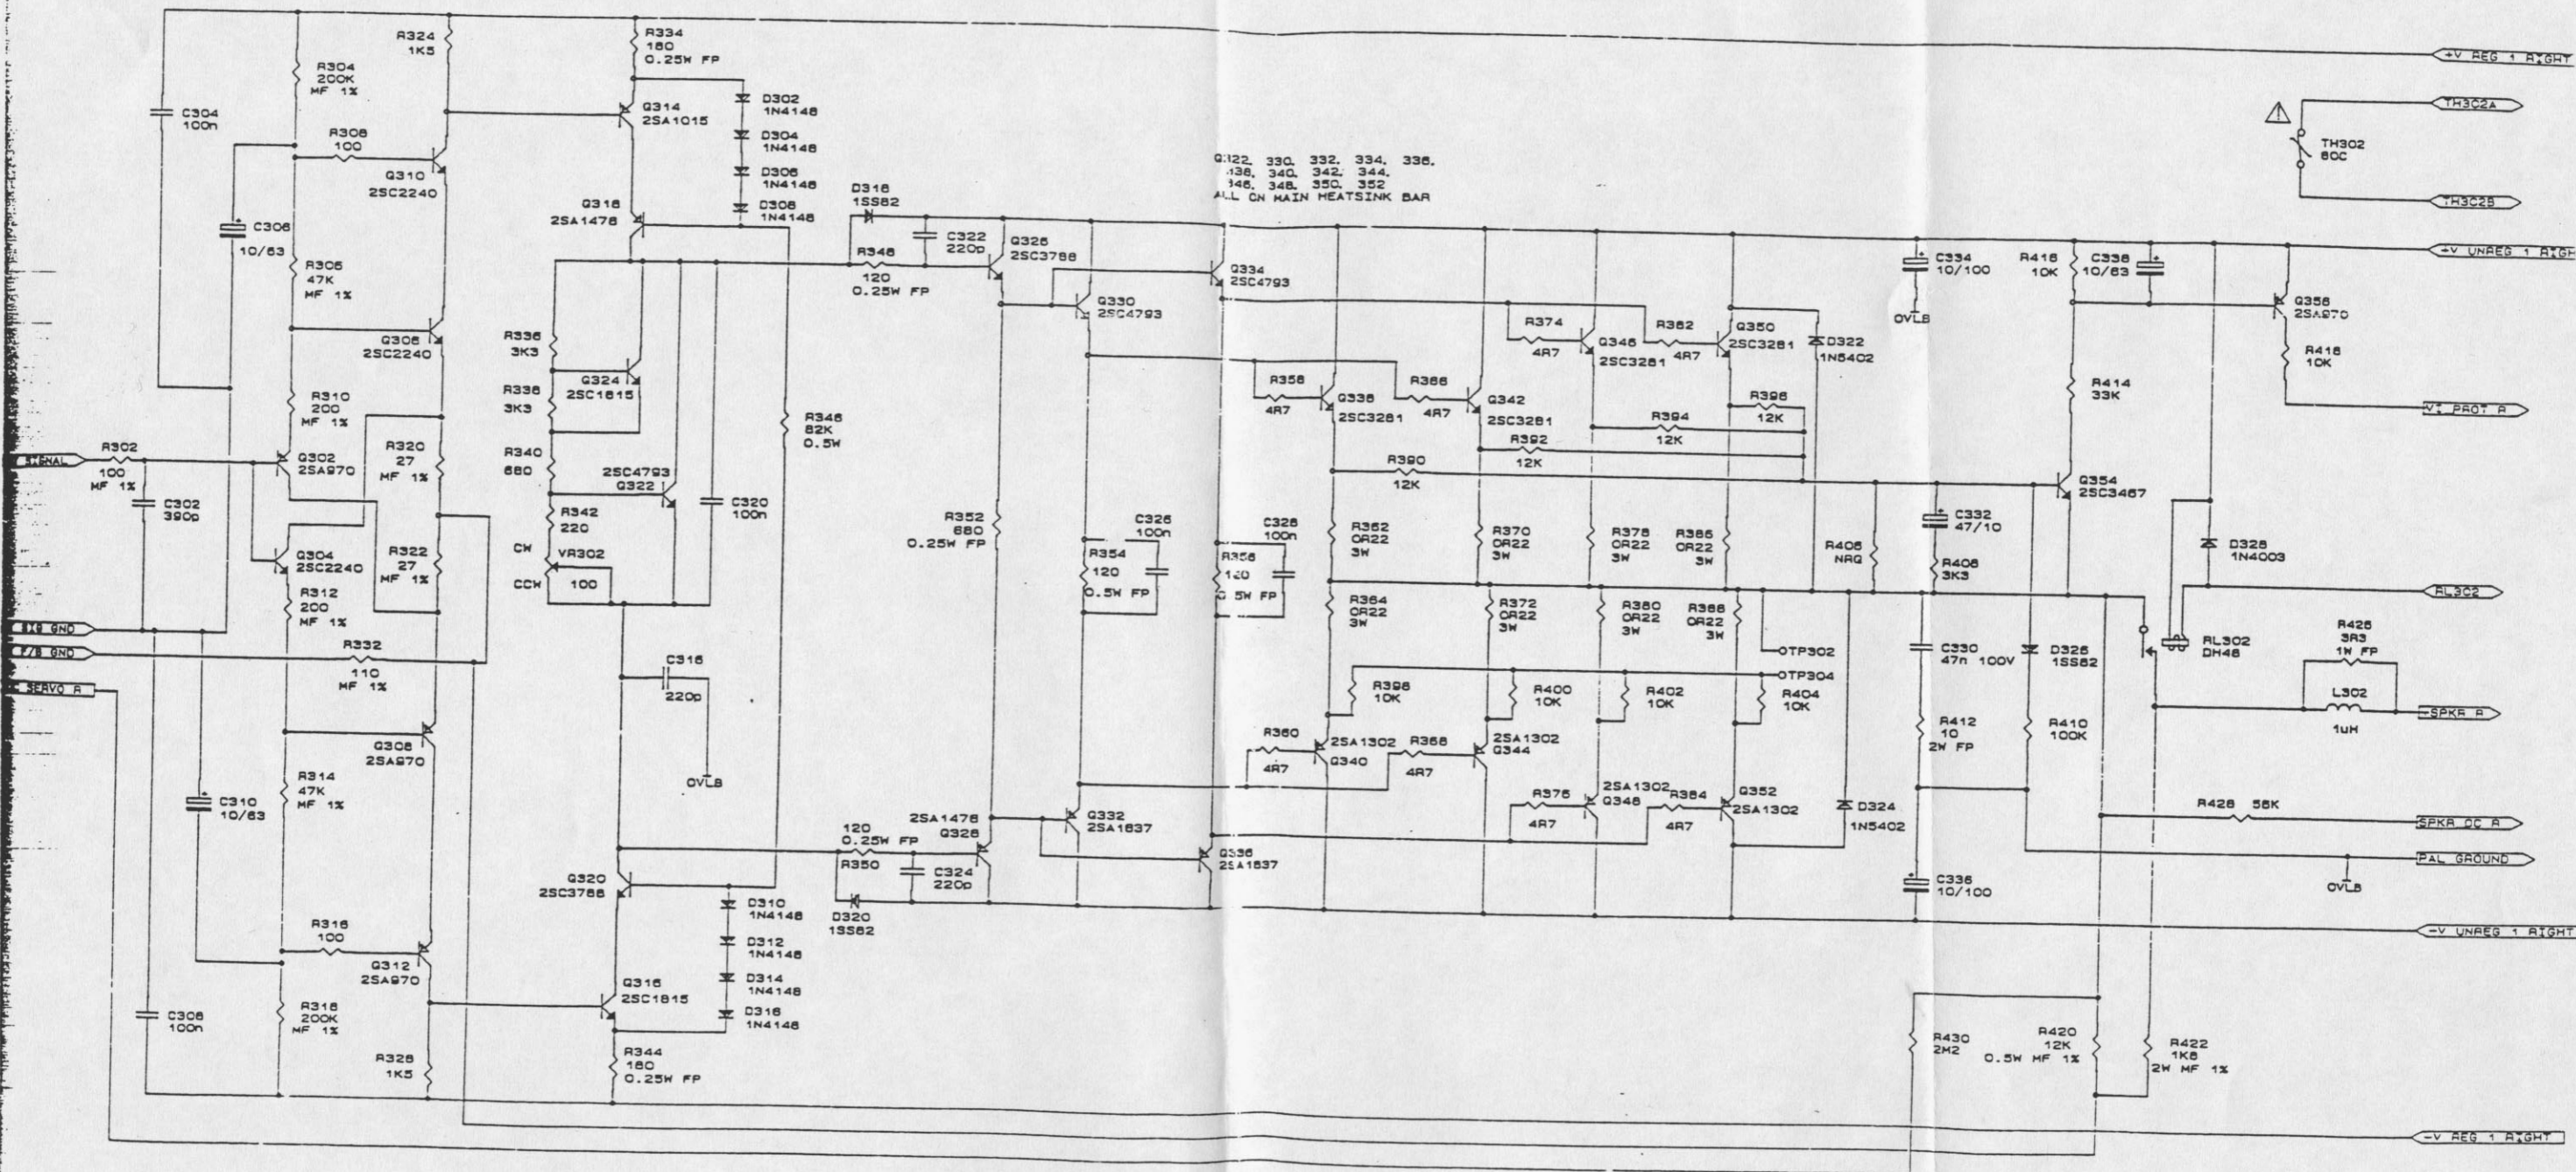 R324
1K5
R334
180
0.25W FP
+V REG 1 RIGHT
R304
200K
MF 1%
C304
100n
R308
100
Q310
2SC2240
Q314
2SA1015
D302
1N4148
D304
1N4148
D306
1N4148
D308
1N4148
TH302A
TH302
80C
TH302B
332. 334. 336.
340. 342. 344.
348. 350. 352
ALL ON MAIN HEATSINK BAR
C306
10/63
Q318
2SA1478
D318
1SS82
C322
220p
R348
120
0.25W FP
Q326
2SC3788
Q334
2SC4793
Q330
2SC4793
C334
10/100
0VLB
R416
10K
C338
10/63
+V UNREG 1 RIGH
Q356
2SA970
R418
10K
VI PROT R
R306
47K
MF 1%
Q306
2SC2240
R336
3K3
Q324
2SC1815
R338
3K3
R374
4R7
Q346
2SC3281
R382
4R7
Q350
2SC3281
D322
1N5402
R358
4R7
Q338
2SC3281
R366
4R7
Q342
2SC3281
R396
12K
R394
12K
R392
12K
R390
12K
R414
33K
R310
200
MF 1%
SIGNAL
R302
100
MF 1%
Q302
2SA970
R320
27
MF 1%
R340
680
2SC4793
Q322
R346
82K
0.5W
C302
390p
C320
100n
R342
220
CW
VR302
CCW
100
Q304
2SC2240
R322
27
MF 1%
R312
200
MF 1%
R352
680
0.25W FP
C326
100n
R354
120
0.5W FP
C328
100n
R356
120
0.5W FP
R362
0R22
3W
R370
0R22
3W
R378
0R22
3W
R386
0R22
3W
R406
NRQ
C332
47/10
R408
3K3
Q354
2SC3467
D328
1N4003
RL302
R364
0R22
3W
R372
0R22
3W
R380
0R22
3W
R388
0R22
3W
SIG GND
F/B GND
R332
110
MF 1%
SERVO R
C316
220p
0VLB
OTP302
OTP304
R398
10K
R400
10K
R402
10K
R404
10K
C330
47n 100V
D326
1SS82
RL302
DH48
R426
3R3
1W FP
L302
1uH
SPKR R
R412
10
2W FP
R410
100K
Q308
2SA970
R314
47K
MF 1%
C310
10/63
R360
4R7
2SA1302
Q340
R368
4R7
2SA1302
Q344
R376
4R7
2SA1302
Q348
R384
4R7
Q352
2SA1302
D324
1N5402
R428 56K
SPKR DC R
PAL GROUND
0VLB
120
0.25W FP
R350
2SA1478
Q328
C324
220p
Q332
2SA1837
Q336
2SA1837
D320
1SS82
Q320
2SC3788
D310
1N4148
D312
1N4148
D314
1N4148
D316
1N4148
C336
10/100
-V UNREG 1 RIGHT
R316
100
Q312
2SA970
Q316
2SC1815
C308
100n
R318
200K
MF 1%
R328
1K5
R344
180
0.25W FP
R430
2M2
R420
12K
0.5W MF 1%
R422
1K8
2W MF 1%
-V REG 1 RIGHT